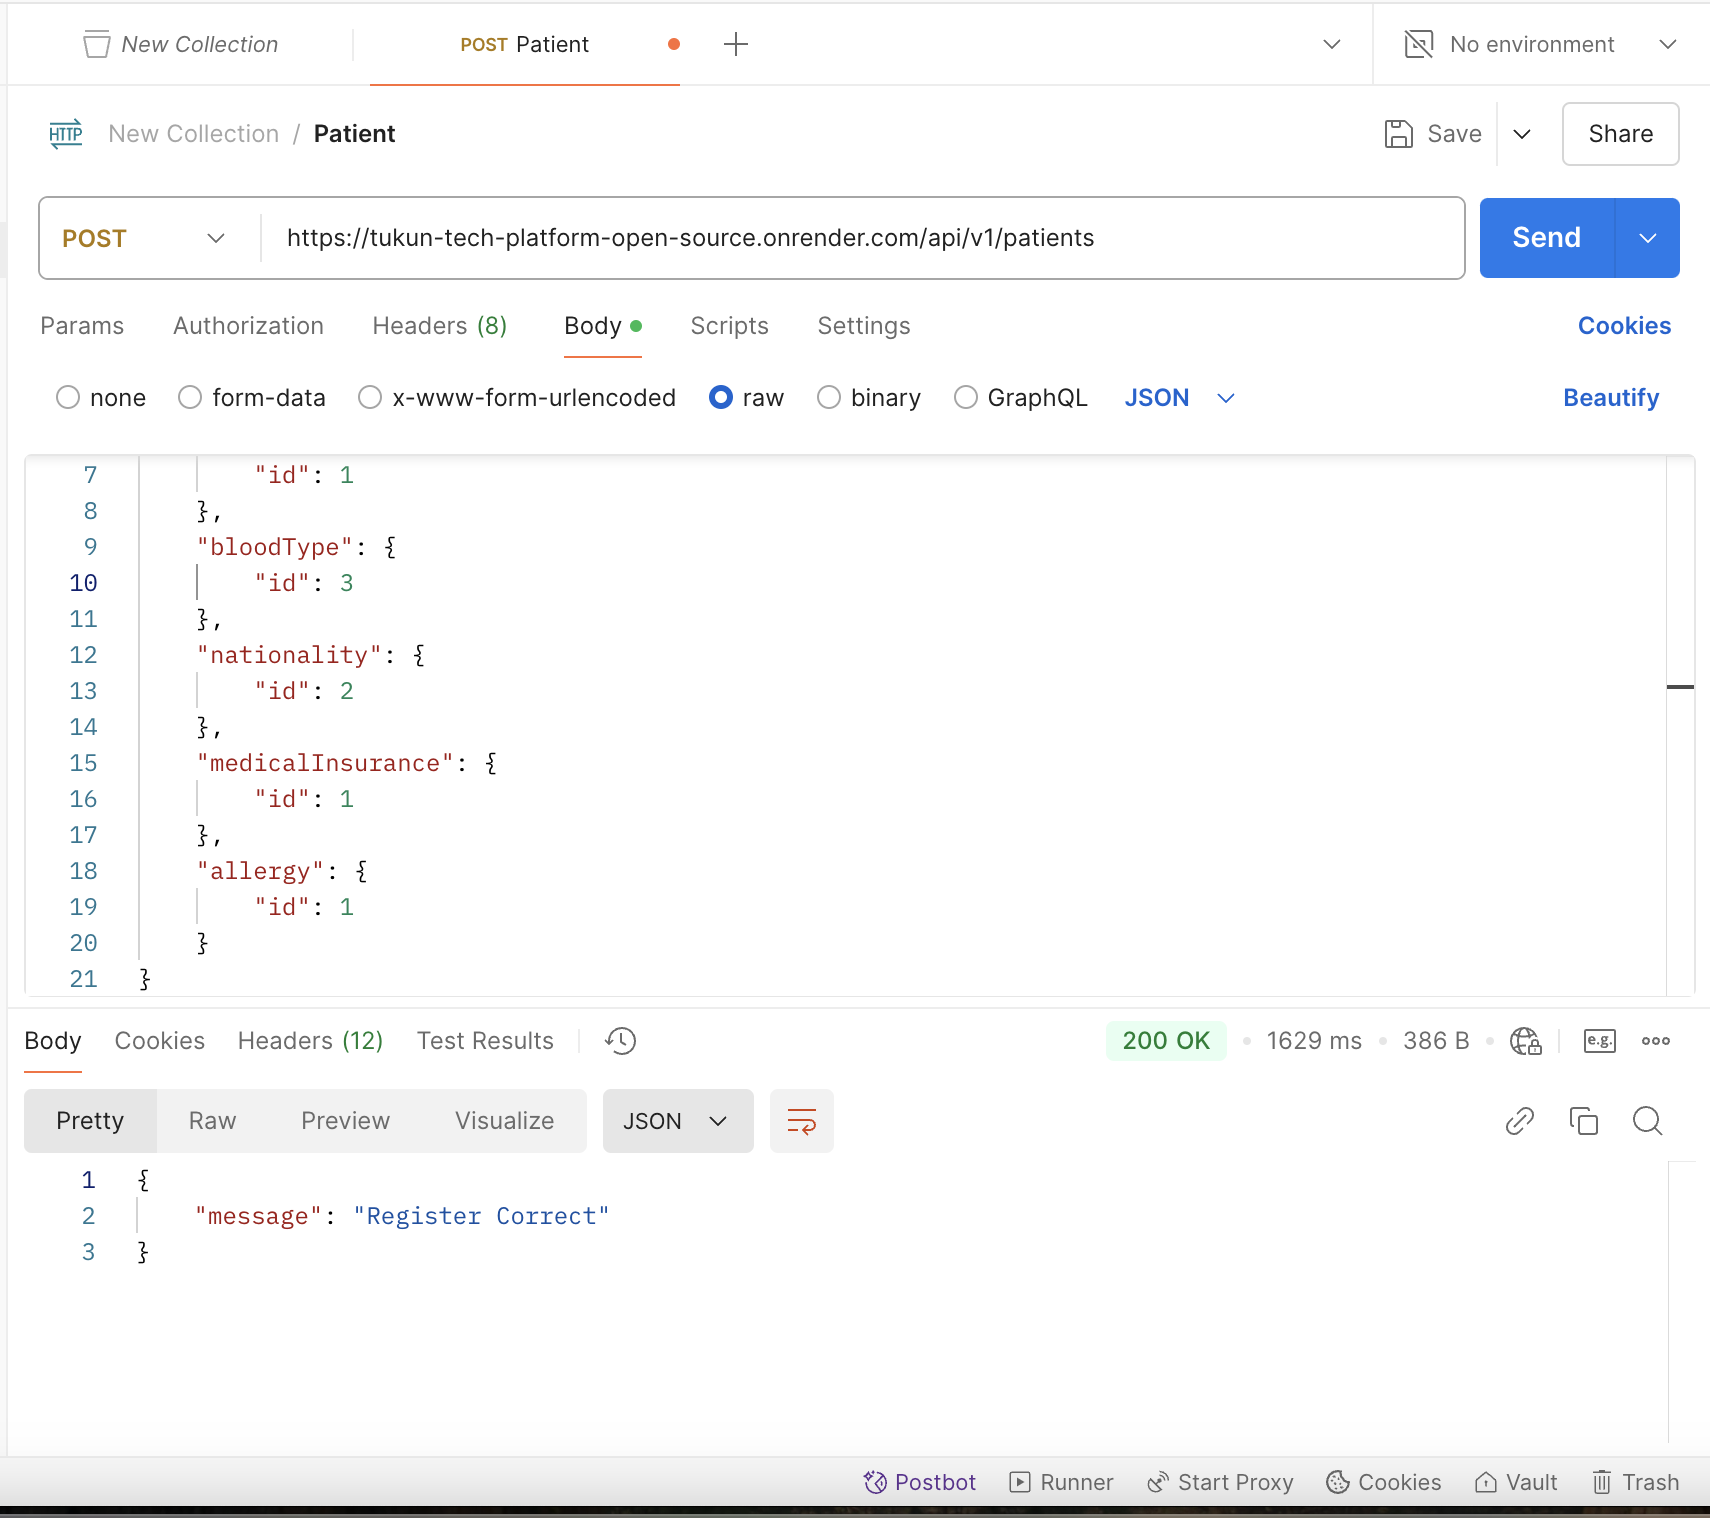 New Collection POST Patient No environment
HTTP New Collection / Patient Save Share
POST https://tukun-tech-platform-open-source.onrender.com/api/v1/patients Send
Params Authorization Headers (8) Body Scripts Settings Cookies
none form-data x-www-form-urlencoded raw binary GraphQL JSON Beautify
7 "id": 1
8 },
9 "bloodType": {
10 "id": 3
11 },
12 "nationality": {
13 "id": 2
14 },
15 "medicalInsurance": {
16 "id": 1
17 },
18 "allergy": {
19 "id": 1
20 }
21 }
Body Cookies Headers (12) Test Results 200 OK • 1629 ms • 386 B • e.g.
Pretty Raw Preview Visualize JSON
1 {
2 "message": "Register Correct"
3 }
Postbot Runner Start Proxy Cookies Vault Trash